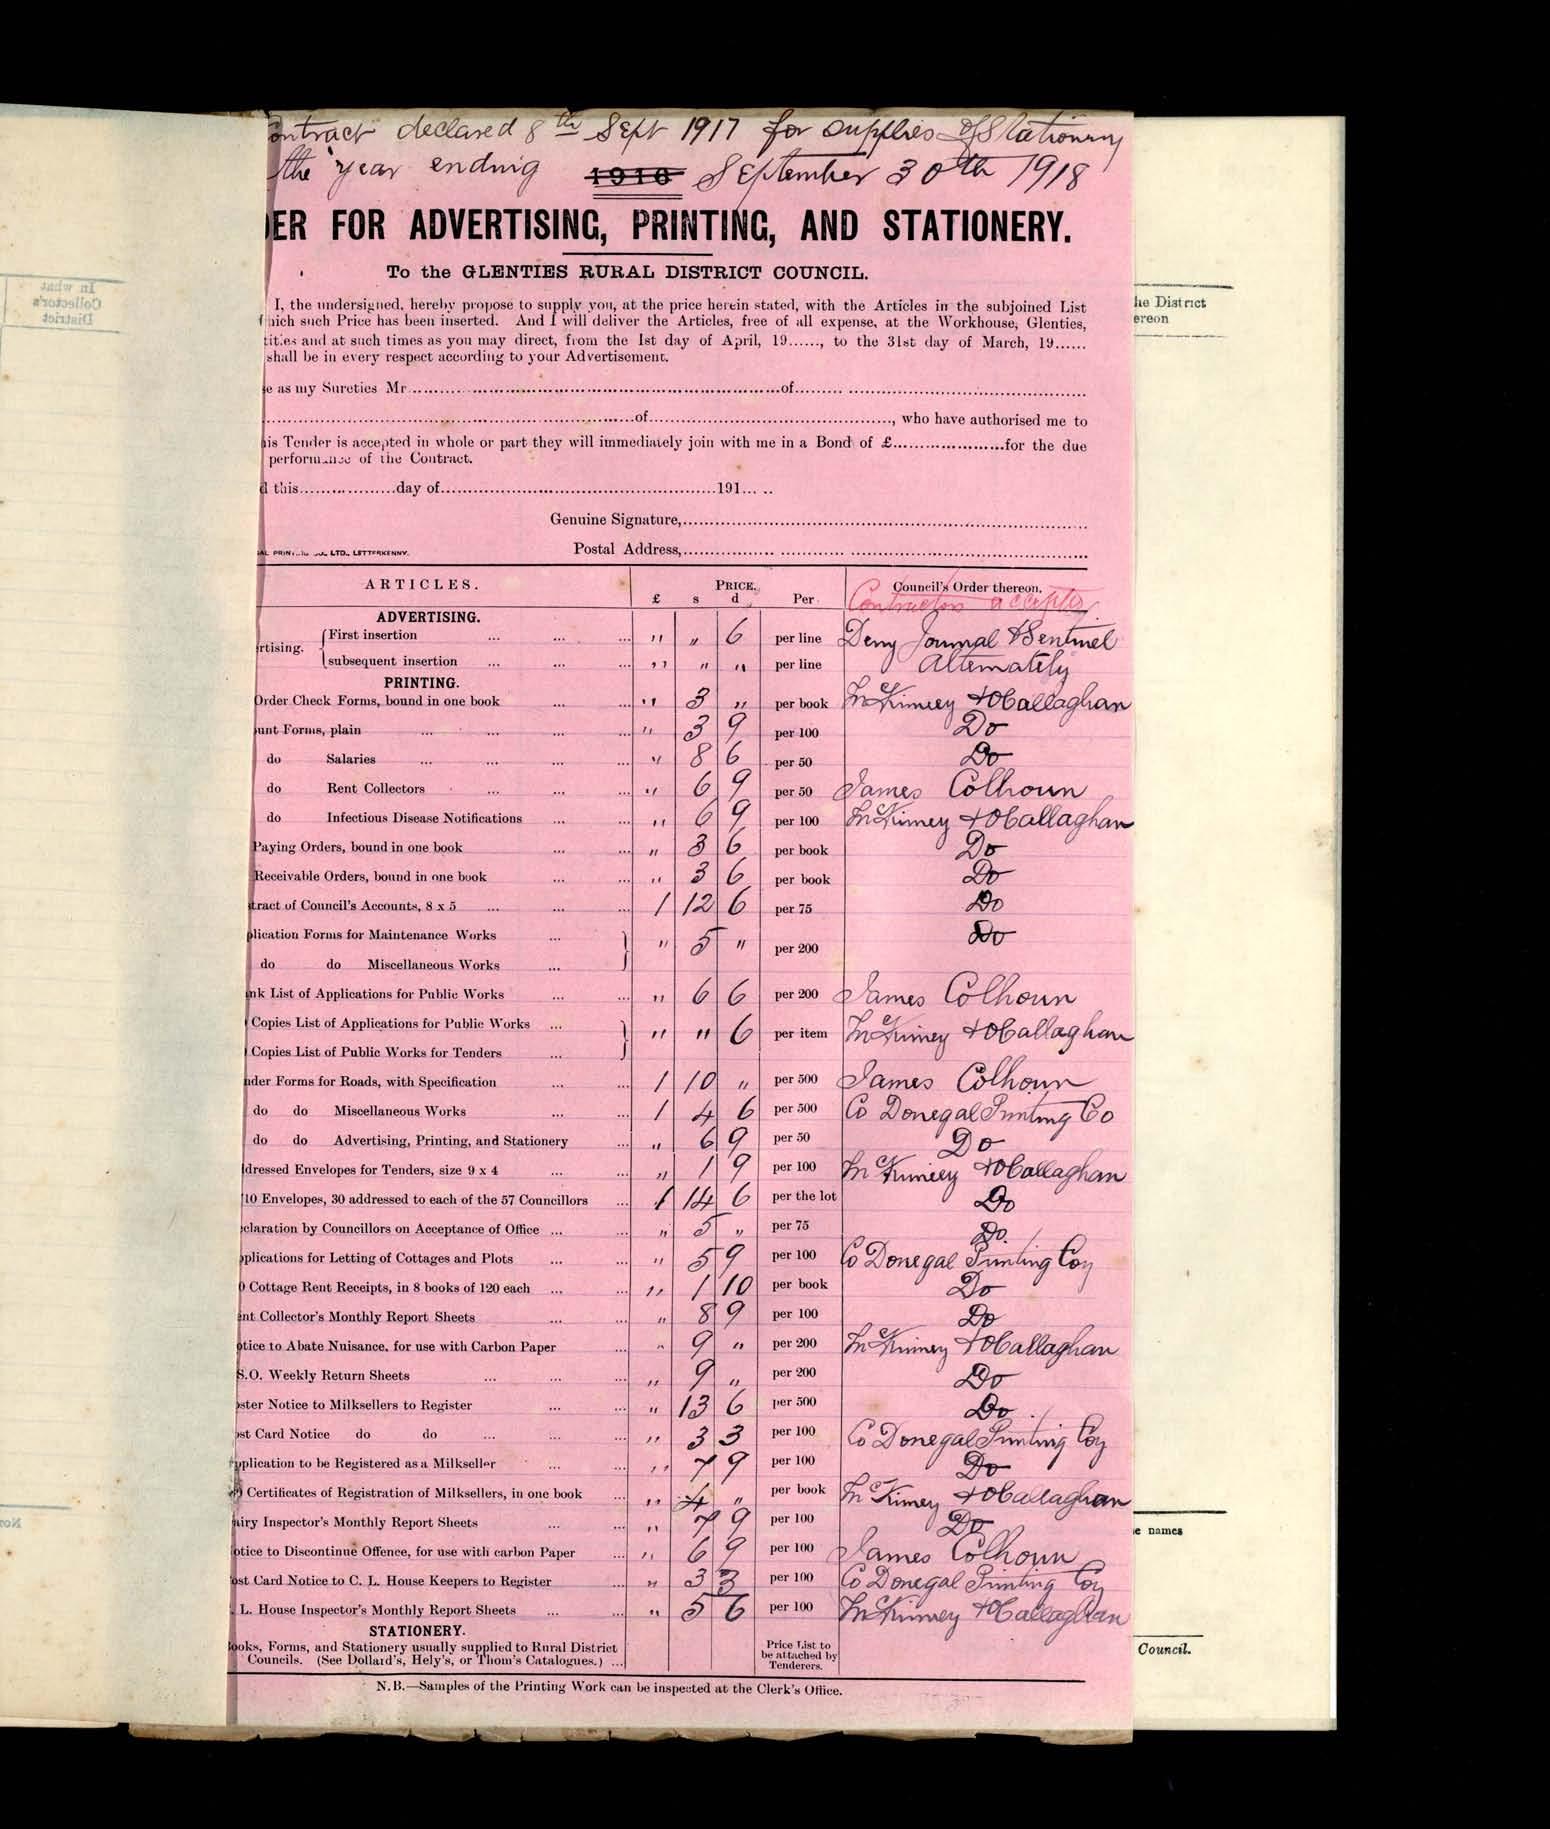 ontract declared 8th Sept 1917 for supplies of Stationery
the year ending 1916 September 30th 1918
DER FOR ADVERTISING, PRINTING, AND STATIONERY.
To the GLENTIES RURAL DISTRICT COUNCIL.
I, the undersigned, hereby propose to supply you, at the price herein stated, with the Articles in the subjoined List
hich such Price has been inserted. And I will deliver the Articles, free of all expense, at the Workhouse, Glenties,
tities and at such times as you may direct, from the 1st day of April, 19......, to the 31st day of March, 19......
shall be in every respect according to your Advertisement.
e as my Sureties Mr..............................of..............................
..............................of.............................., who have authorised me to
is Tender is accepted in whole or part they will immediately join with me in a Bond of £....................for the due
performance of the Contract.
d this..................day of..............................191.....
Genuine Signature,..............................
Postal Address,..............................
AL PRINTING CO., LTD., LETTERKENNY.
ARTICLES. PRICE. £ s d Per Council's Order thereon.
Contractors accepted
ADVERTISING.
rtising. { First insertion ... " " 6 per line Derry Journal & Sentinel
subsequent insertion ... " " " per line Alternately
PRINTING.
Order Check Forms, bound in one book ... " 3 " per book McKinney & O'Callaghan
unt Forms, plain ... " 3 9 per 100 Do
do Salaries ... " 8 6 per 50 Do
do Rent Collectors ... " 6 9 per 50 James Colhoun
do Infectious Disease Notifications ... " 6 9 per 100 McKinney & O'Callaghan
Paying Orders, bound in one book ... " 3 6 per book Do
Receivable Orders, bound in one book ... " 3 6 per book Do
tract of Council's Accounts, 8 x 5 ... 1 12 6 per 75 Do
plication Forms for Maintenance Works ... } " 5 " per 200 Do
do do Miscellaneous Works ...
nk List of Applications for Public Works ... " 6 6 per 200 James Colhoun
Copies List of Applications for Public Works ... } " " 6 per item McKinney & O'Callaghan
Copies List of Public Works for Tenders ...
nder Forms for Roads, with Specification ... 1 10 " per 500 James Colhoun
do do Miscellaneous Works ... 1 4 6 per 500 Co Donegal Printing Co
do do Advertising, Printing, and Stationery ... " 6 9 per 50 Do
dressed Envelopes for Tenders, size 9 x 4 ... " 1 9 per 100 McKinney & O'Callaghan
710 Envelopes, 30 addressed to each of the 57 Councillors ... 1 14 6 per the lot Do
claration by Councillors on Acceptance of Office ... " 5 " per 75 Do.
pplications for Letting of Cottages and Plots ... " 5 9 per 100 Co Donegal Printing Coy
0 Cottage Rent Receipts, in 8 books of 120 each ... " 1 10 per book Do
ent Collector's Monthly Report Sheets ... " 8 9 per 100 Do
otice to Abate Nuisance, for use with Carbon Paper ... " 9 " per 200 McKinney & O'Callaghan
S.O. Weekly Return Sheets ... " 9 " per 200 Do
oster Notice to Milksellers to Register ... " 13 6 per 500 Do
ost Card Notice do do ... " 3 3 per 100 Co Donegal Printing Coy
pplication to be Registered as a Milkseller ... " 7 9 per 100 Do
Certificates of Registration of Milksellers, in one book ... " 4 " per book McKinney & O'Callaghan
airy Inspector's Monthly Report Sheets ... " 7 9 per 100 Do
otice to Discontinue Offence, for use with carbon Paper ... " 6 9 per 100 James Colhoun
ost Card Notice to C. L. House Keepers to Register ... " 3 3 per 100 Co Donegal Printing Coy
. L. House Inspector's Monthly Report Sheets ... " 5 6 per 100 McKinney & O'Callaghan
STATIONERY.
Books, Forms, and Stationery usually supplied to Rural District
Councils. (See Dollard's, Hely's, or Thom's Catalogues.) ...
Price List to
be attached by
Tenderers.
N.B.—Samples of the Printing Work can be inspected at the Clerk's Office.
In what
Collector's
District
he District
ereon
e names
Council.